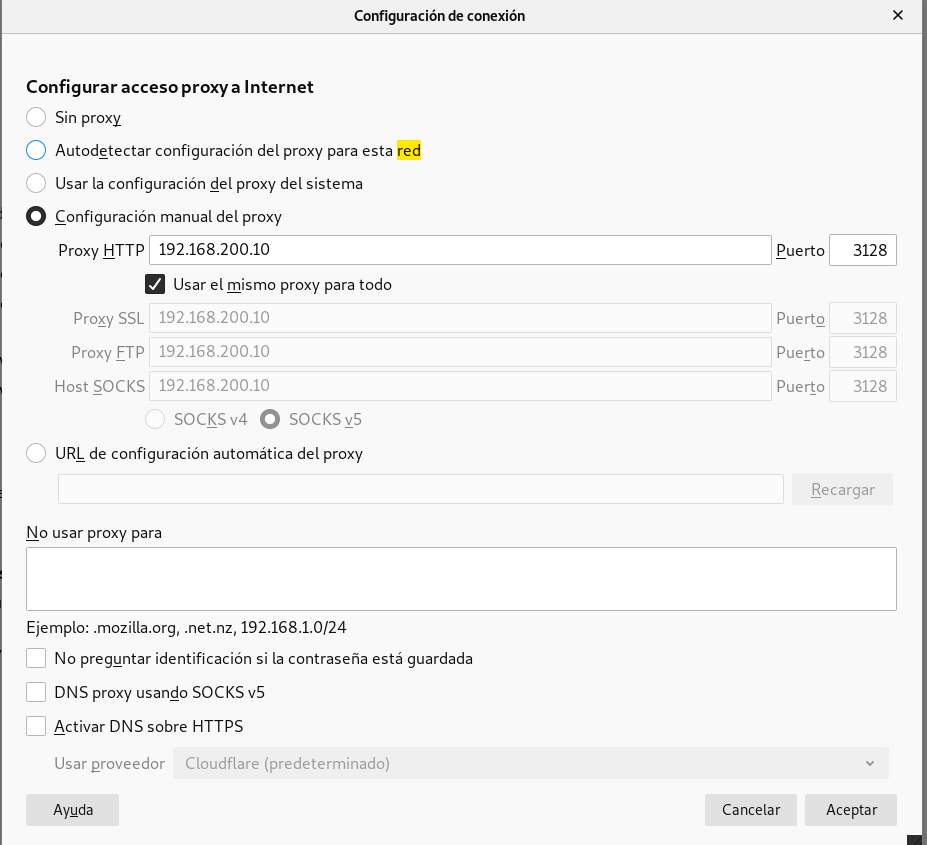 Configuración de conexión
Configurar acceso proxy a Internet
Sin proxy
Autodetectar configuración del proxy para esta red
Usar la configuración del proxy del sistema
Configuración manual del proxy
Proxy HTTP 192.168.200.10 Puerto 3128
Usar el mismo proxy para todo
Proxy SSL 192.168.200.10 Puerto 3128
Proxy FTP 192.168.200.10 Puerto 3128
Host SOCKS 192.168.200.10 Puerto 3128
SOCKS v4 SOCKS v5
URL de configuración automática del proxy
Recargar
No usar proxy para
Ejemplo: .mozilla.org, .net.nz, 192.168.1.0/24
No preguntar identificación si la contraseña está guardada
DNS proxy usando SOCKS v5
Activar DNS sobre HTTPS
Usar proveedor Cloudflare (predeterminado)
Ayuda Cancelar Aceptar